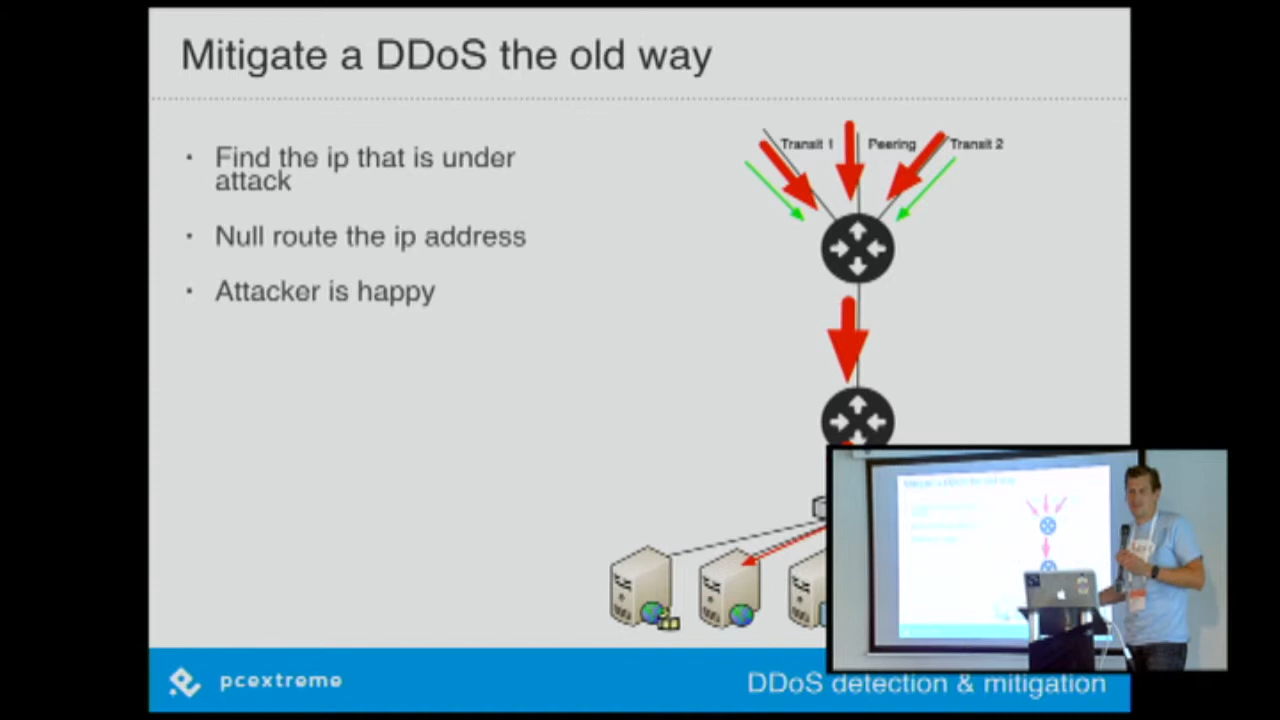 Mitigate a DDoS the old way
Transit 1 Peering Transit 2
• Find the ip that is under
attack
• Null route the ip address
• Attacker is happy
pcextreme
DDoS detection & mitigation